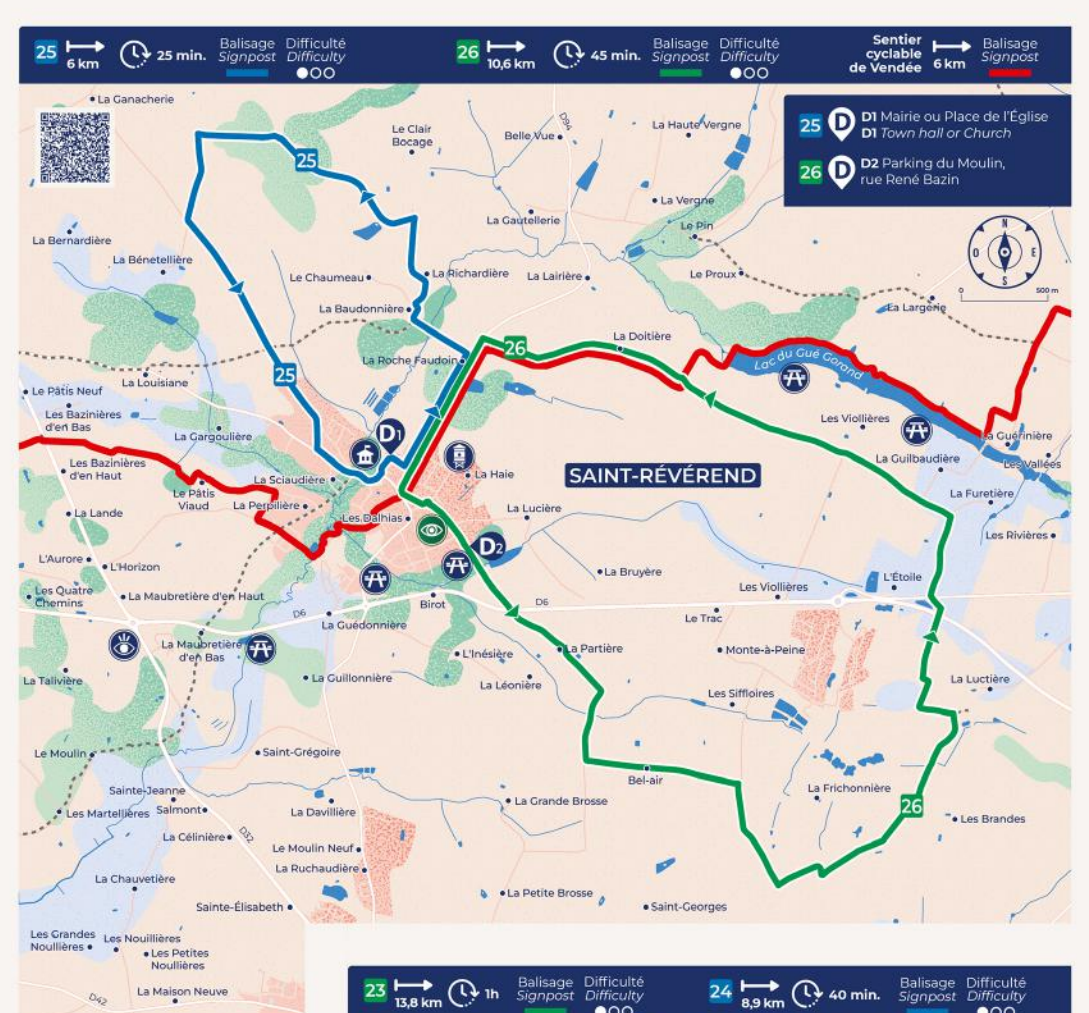 25 6 km 25 min. Balisage Signpost Difficulté Difficulty
26 10,6 km 45 min. Balisage Signpost Difficulté Difficulty
Sentier cyclable de Vendée 6 km Balisage Signpost
25 D D1 Mairie ou Place de l'Église
D1 Town hall or Church
26 D D2 Parking du Moulin,
rue René Bazin
La Ganacherie
Le Clair
Bocage
Belle Vue
D94
La Haute Vergne
25
La Vergne
La Gautellerie
Le Pin
N
O E
S
0 500 m
La Bernardière
La Bénetellière
Le Chaumeau
La Richardière
La Lairière
Le Proux
La Largerie
La Baudonnière
La Doitière
26
La Roche Faudoin
Lac du Gué Gorand
25
La Louisiane
Le Pâtis Neuf
Les Bazinières
d'en Bas
La Gargoulière
D1
Les Viollières
La Guérinière
Les Bazinières
d'en Haut
La Sciaudière
La Haie
SAINT-RÉVÉREND
La Guilbaudière
Les Vallées
Le Pâtis
Viaud
La Perpilière
La Furetière
La Lande
Les Dalhias
La Lucière
Les Rivières
D2
L'Aurore
L'Horizon
La Bruyère
L'Étoile
Les Quatre
Chemins
La Maubretière d'en Haut
Birot
D6
D6
Les Viollières
La Guédonnière
Le Trac
La Maubretière
d'en Bas
L'Inésière
La Partière
Monte-à-Peine
La Talivière
La Guillonnière
La Léonière
Les Siffloires
La Luctière
Le Moulin
Saint-Grégoire
Bel-air
Sainte-Jeanne
La Frichonnière
26
Les Martellières
Salmont
La Davillière
La Grande Brosse
Les Brandes
La Célinière
D32
Le Moulin Neuf
La Ruchaudière
La Chauvetière
La Petite Brosse
Sainte-Élisabeth
Saint-Georges
Les Grandes
Noullières
Les Nouillières
Les Petites
Noullières
La Maison Neuve
D42
23 13,8 km 1h Balisage Signpost Difficulté Difficulty
24 8,9 km 40 min. Balisage Signpost Difficulté Difficulty